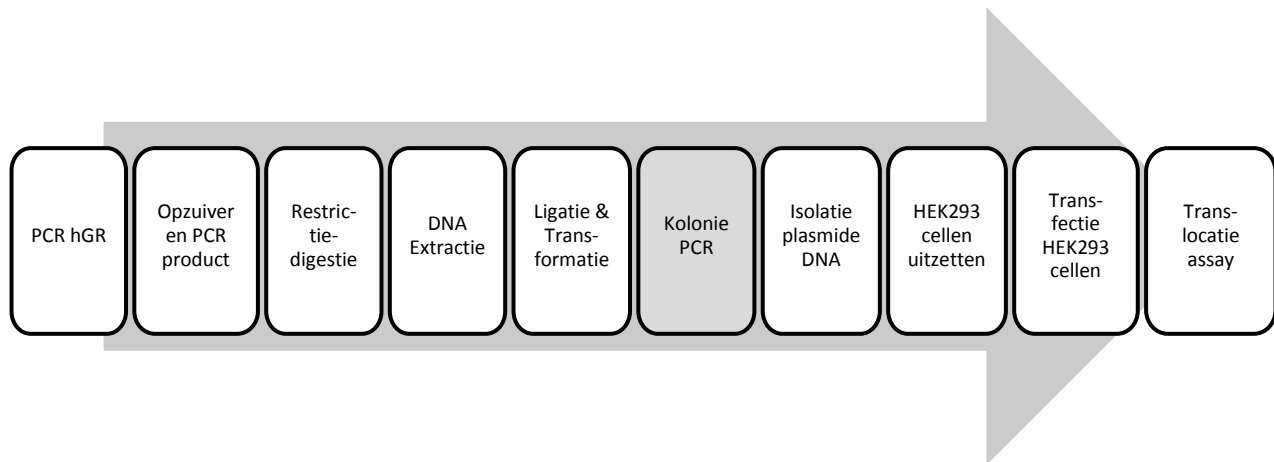 PCR hGR
Opzuiver
en PCR
product
Restric-
tie-
digestie
DNA
Extractie
Ligatie &
Trans-
formatie
Kolonie
PCR
Isolatie
plasmide
DNA
HEK293
cellen
uitzetten
Trans-
fectie
HEK293
cellen
Trans-
locatie
assay